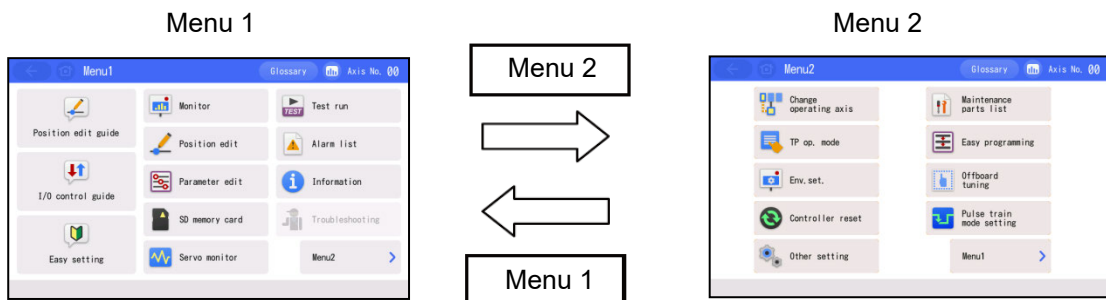 Menu 1
Menu 2
Menu1
Glossary
Axis No. 00
Position edit guide
I/O control guide
Easy setting
Monitor
Position edit
Parameter edit
SD memory card
Servo monitor
TEST
Test run
Alarm list
Information
Troubleshooting
Menu2
Menu 2
Menu 1
Menu2
Glossary
Axis No. 00
Change
operating axis
TP op. mode
Env. set.
Controller reset
Other setting
Maintenance
parts list
Easy programming
Offboard
tuning
Pulse train
mode setting
Menu1